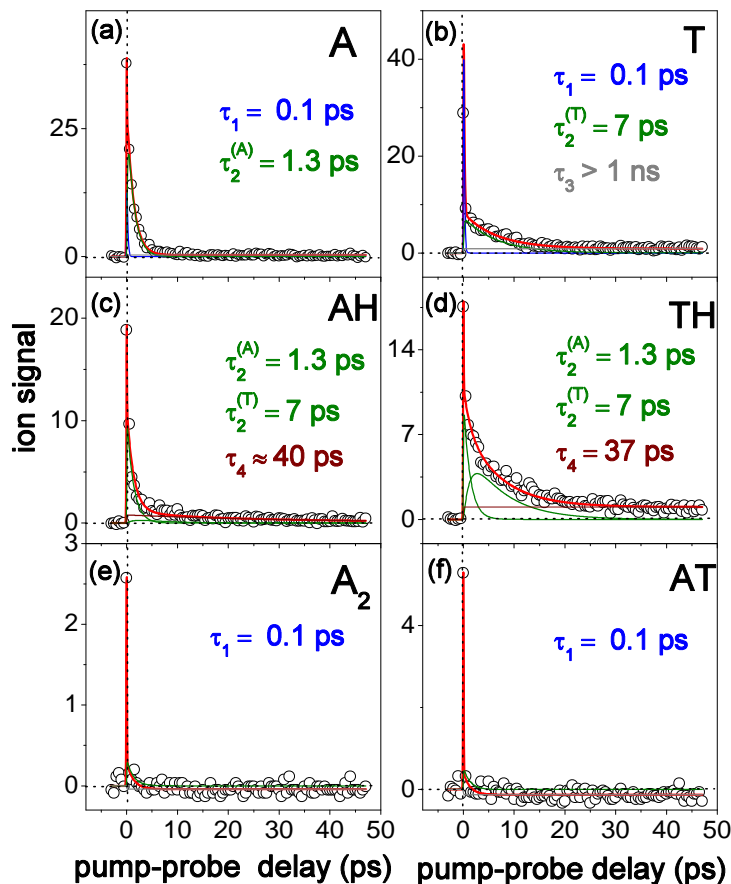 (a) A
τ₁ = 0.1 ps
τ₂⁽ᴬ⁾ = 1.3 ps
25
0
(b) T
τ₁ = 0.1 ps
τ₂⁽ᵀ⁾ = 7 ps
τ₃ > 1 ns
40
20
0
(c) AH
τ₂⁽ᴬ⁾ = 1.3 ps
τ₂⁽ᵀ⁾ = 7 ps
τ₄ ≈ 40 ps
20
10
0
(d) TH
τ₂⁽ᴬ⁾ = 1.3 ps
τ₂⁽ᵀ⁾ = 7 ps
τ₄ = 37 ps
14
7
0
ion signal
(e) A₂
τ₁ = 0.1 ps
3
2
1
0
(f) AT
τ₁ = 0.1 ps
4
0
0 10 20 30 40 50
0 10 20 30 40 50
pump-probe delay (ps)
pump-probe delay (ps)